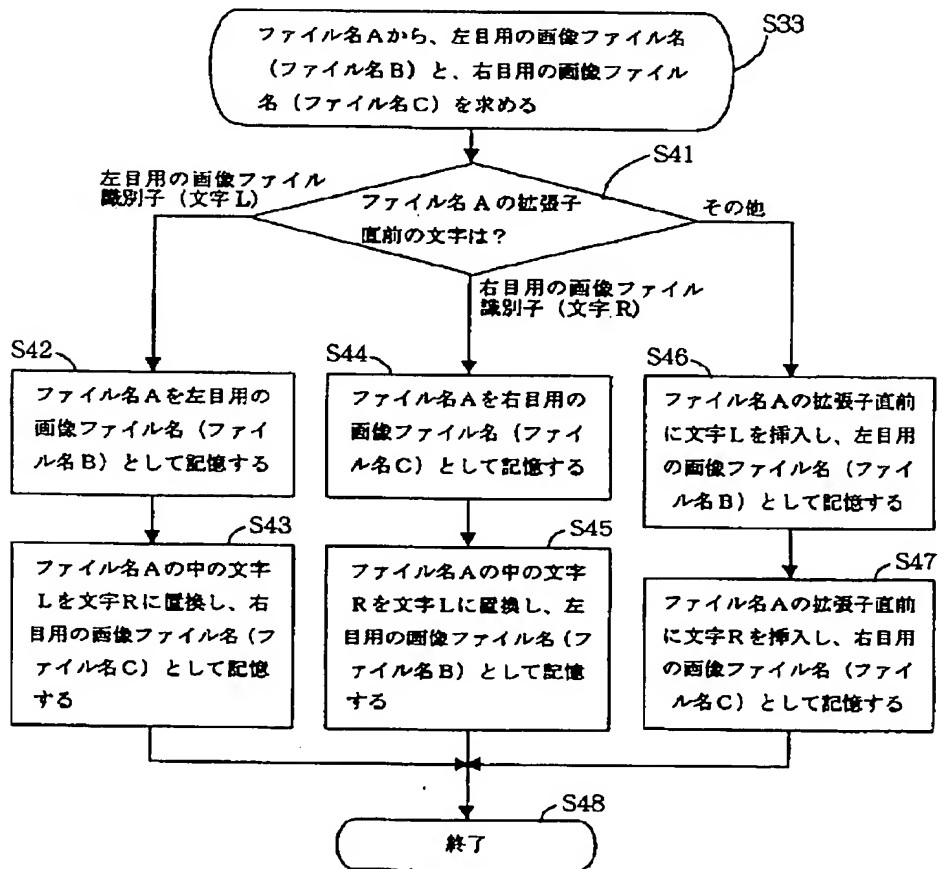 S33
ファイル名Aから、左目用の画像ファイル名
(ファイル名B)と、右目用の画像ファイル
名(ファイル名C)を求める
S41
左目用の画像ファイル
識別子(文字L)
ファイル名Aの拡張子
直前の文字は?
その他
右目用の画像ファイル
識別子(文字R)
S42
ファイル名Aを左目用の
画像ファイル名(ファイ
ル名B)として記憶する
S44
ファイル名Aを右目用の
画像ファイル名(ファイ
ル名C)として記憶する
S46
ファイル名Aの拡張子直前
に文字Lを挿入し、左目用
の画像ファイル名(ファイ
ル名B)として記憶する
S43
ファイル名Aの中の文字
Lを文字Rに置換し、右
目用の画像ファイル名(フ
ァイル名C)として記憶
する
S45
ファイル名Aの中の文字
Rを文字Lに置換し、左
目用の画像ファイル名(フ
ァイル名B)として記憶
する
S47
ファイル名Aの拡張子直前
に文字Rを挿入し、右目用
の画像ファイル名(ファイ
ル名C)として記憶する
S48
終了